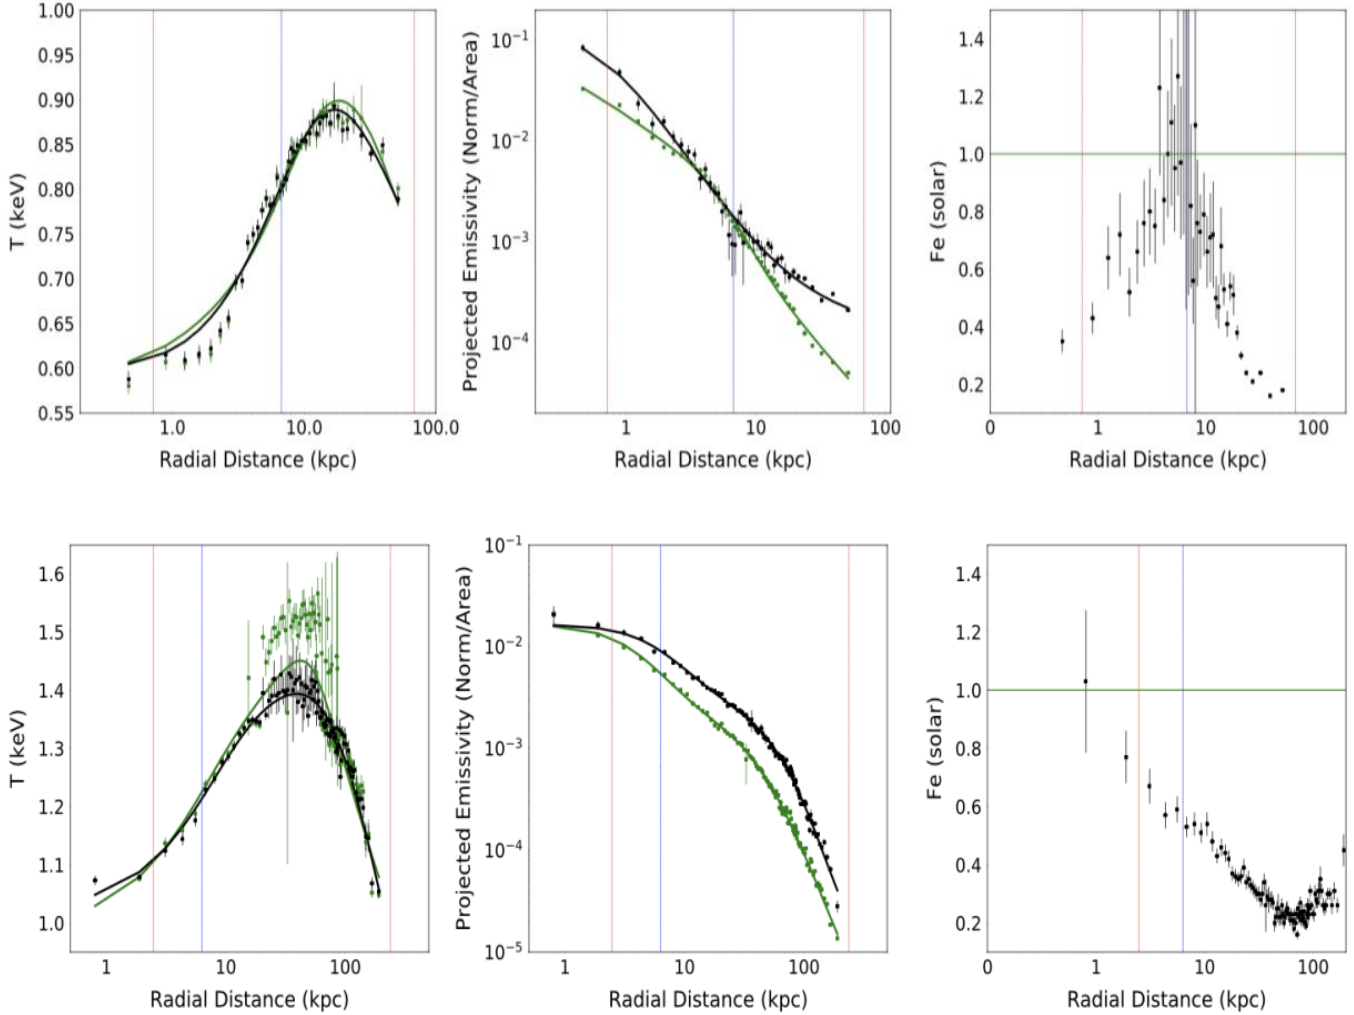 T (keV)
1.00
0.95
0.90
0.85
0.80
0.75
0.70
0.65
0.60
0.55
1.0 10.0 100.0
Radial Distance (kpc)
Projected Emissivity (Norm/Area)
10⁻¹
10⁻²
10⁻³
10⁻⁴
1 10 100
Radial Distance (kpc)
Fe (solar)
1.4
1.2
1.0
0.8
0.6
0.4
0.2
0 1 10 100
Radial Distance (kpc)
T (keV)
1.6
1.5
1.4
1.3
1.2
1.1
1.0
1 10 100
Radial Distance (kpc)
Projected Emissivity (Norm/Area)
10⁻¹
10⁻²
10⁻³
10⁻⁴
10⁻⁵
1 10 100
Radial Distance (kpc)
Fe (solar)
1.4
1.2
1.0
0.8
0.6
0.4
0.2
0 1 10 100
Radial Distance (kpc)